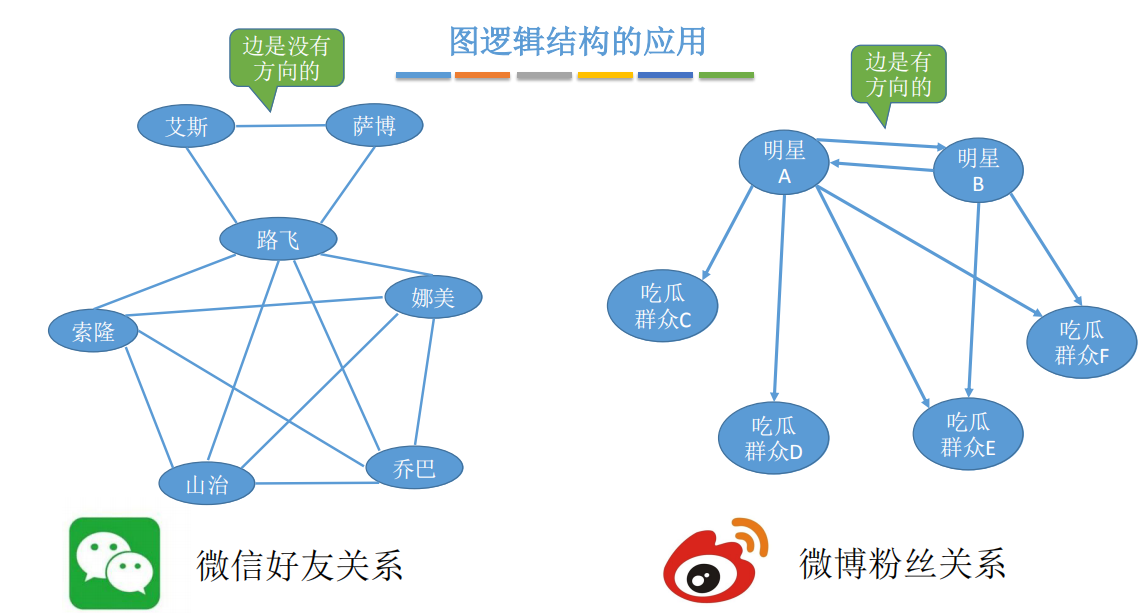 图逻辑结构的应用
边是没有
方向的
艾斯
萨博
路飞
娜美
索隆
山治
乔巴
微信好友关系
边是有
方向的
明星
A
明星
B
吃瓜
群众C
吃瓜
群众D
吃瓜
群众E
吃瓜
群众F
微博粉丝关系